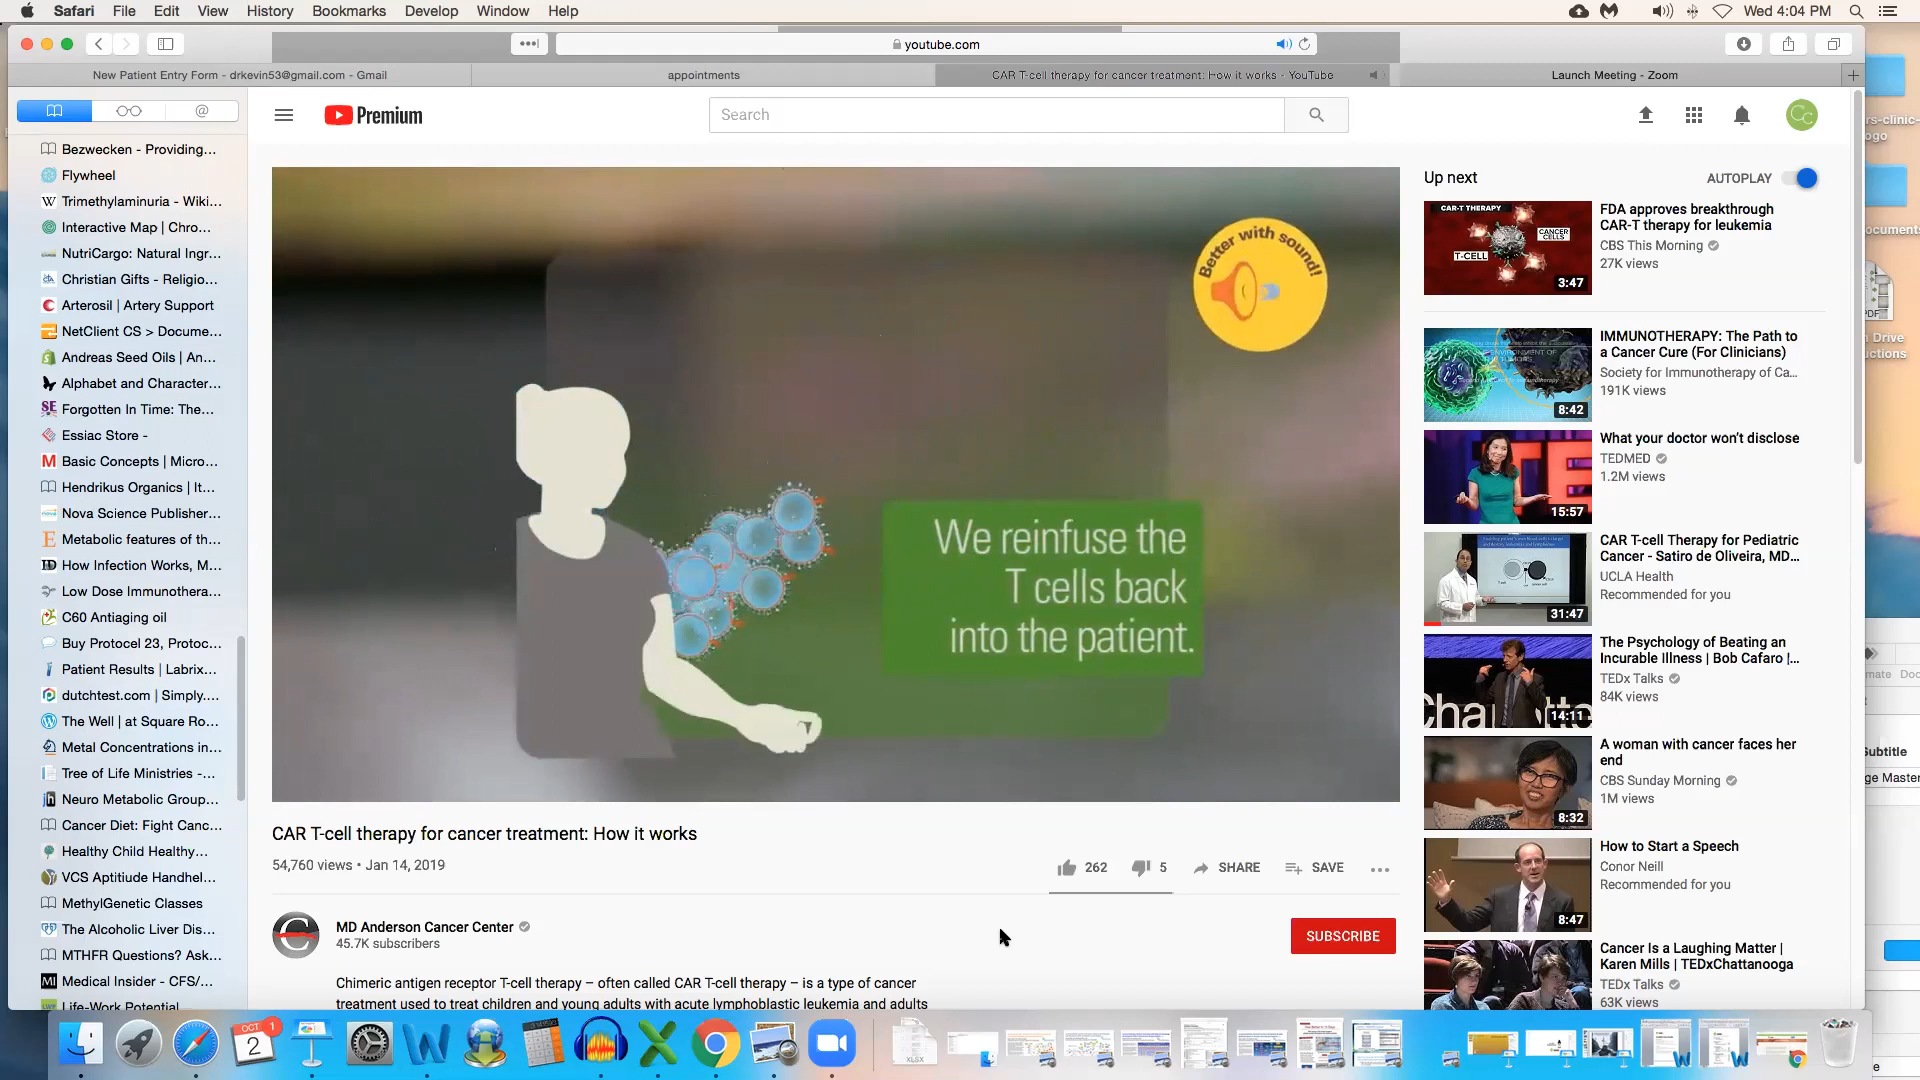 Safari File Edit View History Bookmarks Develop Window Help
Wed 4:04 PM
youtube.com
New Patient Entry Form - drkevin53@gmail.com - Gmail
appointments
CAR T-cell therapy for cancer treatment: How it works - YouTube
Launch Meeting - Zoom
Bezwecken - Providing...
Flywheel
Trimethylaminuria - Wiki...
Interactive Map | Chro...
NutriCargo: Natural Ingr...
Christian Gifts - Religio...
Arterosil | Artery Support
NetClient CS > Docume...
Andreas Seed Oils | An...
Alphabet and Character...
Forgotten In Time: The...
Essiac Store -
Basic Concepts | Micro...
Hendrikus Organics | It...
Nova Science Publisher...
Metabolic features of th...
How Infection Works, M...
Low Dose Immunothera...
C60 Antiaging oil
Buy Protocel 23, Protoc...
Patient Results | Labrix...
dutchtest.com | Simply....
The Well | at Square Ro...
Metal Concentrations in...
Tree of Life Ministries -...
Neuro Metabolic Group...
Cancer Diet: Fight Canc...
Healthy Child Healthy...
VCS Aptitiude Handhel...
MethylGenetic Classes
The Alcoholic Liver Dis...
MTHFR Questions? Ask...
Medical Insider - CFS/...
Life-Work Potential
Premium
Search
CC
Better with sound!
We reinfuse the
T cells back
into the patient.
CAR T-cell therapy for cancer treatment: How it works
54,760 views • Jan 14, 2019
262
5
SHARE
SAVE
MD Anderson Cancer Center
45.7K subscribers
SUBSCRIBE
Chimeric antigen receptor T-cell therapy – often called CAR T-cell therapy – is a type of cancer
treatment used to treat children and young adults with acute lymphoblastic leukemia and adults
Up next
AUTOPLAY
CAR-T THERAPY
CANCER
CELLS
T-CELL
3:47
FDA approves breakthrough
CAR-T therapy for leukemia
CBS This Morning
27K views
8:42
IMMUNOTHERAPY: The Path to
a Cancer Cure (For Clinicians)
Society for Immunotherapy of Ca...
191K views
TE
15:57
What your doctor won't disclose
TEDMED
1.2M views
31:47
CAR T-cell Therapy for Pediatric
Cancer - Satiro de Oliveira, MD...
UCLA Health
Recommended for you
14:11
The Psychology of Beating an
Incurable Illness | Bob Cafaro |...
TEDx Talks
84K views
8:32
A woman with cancer faces her
end
CBS Sunday Morning
1M views
8:47
How to Start a Speech
Conor Neill
Recommended for you
Cancer Is a Laughing Matter |
Karen Mills | TEDxChattanooga
TEDx Talks
63K views
OCT
2
1
XLSX